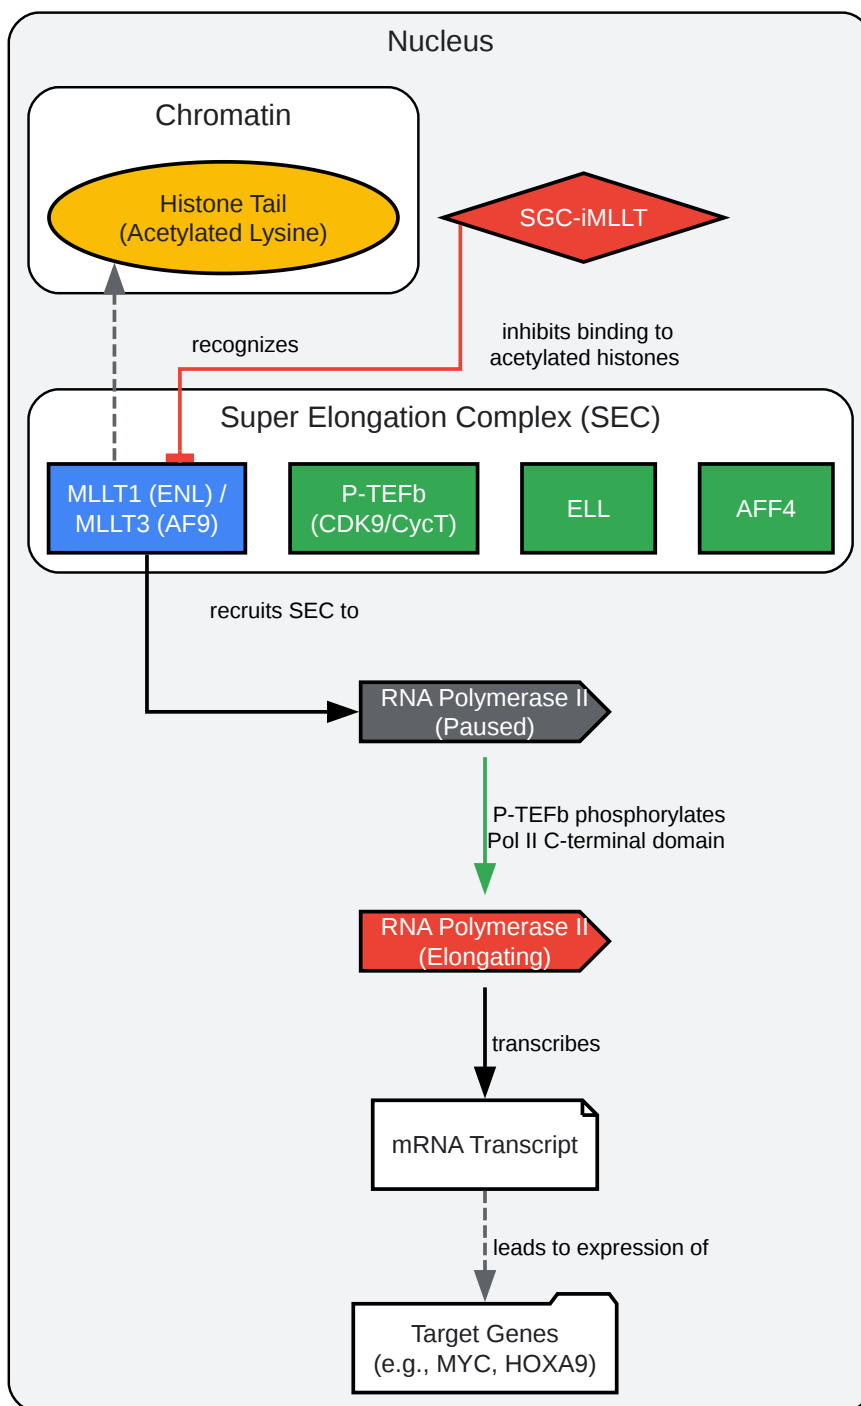 Nucleus
Chromatin
Histone Tail
(Acetylated Lysine)
SGC-iMLLT
recognizes
inhibits binding to
acetylated histones
Super Elongation Complex (SEC)
MLLT1 (ENL) /
MLLT3 (AF9)
P-TEFb
(CDK9/CycT)
ELL
AFF4
recruits SEC to
RNA Polymerase II
(Paused)
P-TEFb phosphorylates
Pol II C-terminal domain
RNA Polymerase II
(Elongating)
transcribes
mRNA Transcript
leads to expression of
Target Genes
(e.g., MYC, HOXA9)